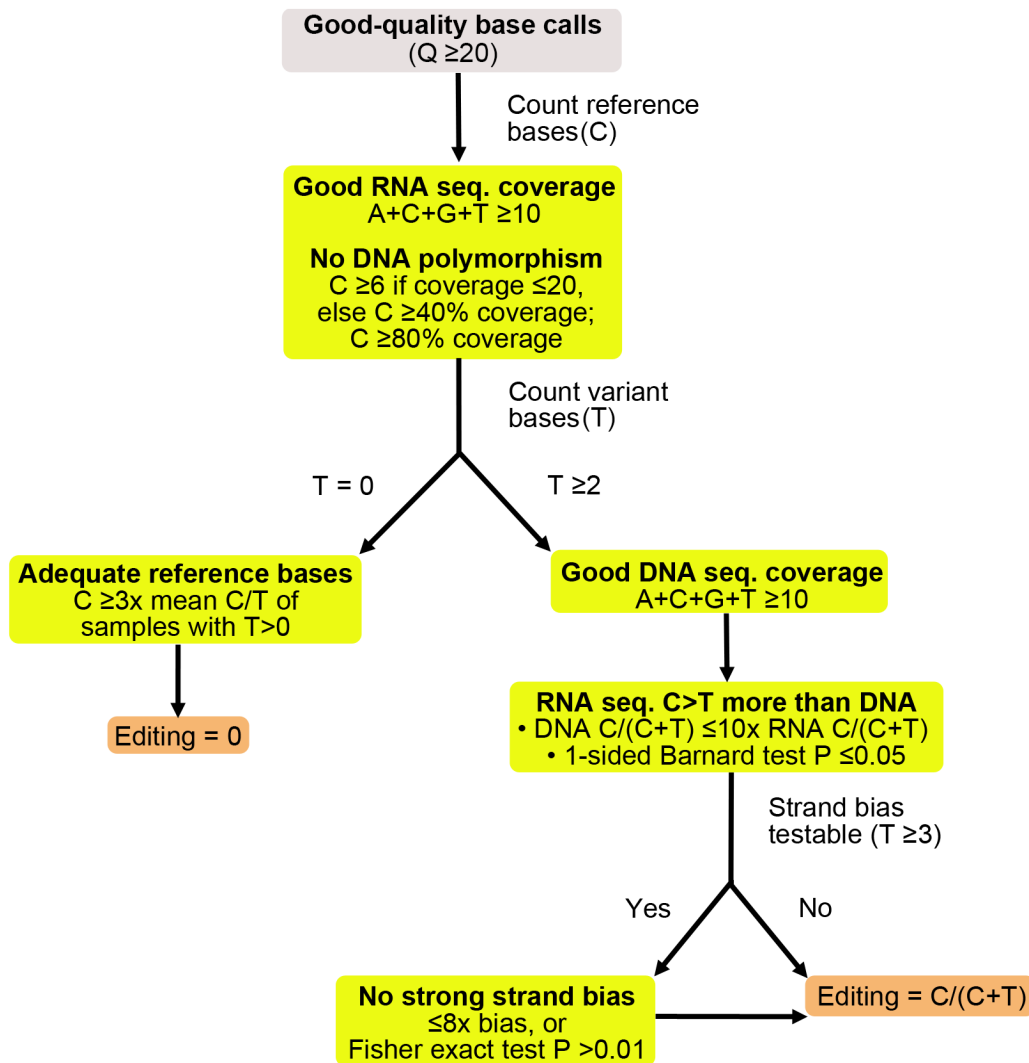 Good-quality base calls
(Q ≥20)
Count reference
bases(C)
Good RNA seq. coverage
A+C+G+T ≥10
No DNA polymorphism
C ≥6 if coverage ≤20,
else C ≥40% coverage;
C ≥80% coverage
Count variant
bases(T)
T = 0
T ≥2
Adequate reference bases
C ≥3x mean C/T of
samples with T>0
Editing = 0
Good DNA seq. coverage
A+C+G+T ≥10
RNA seq. C>T more than DNA
• DNA C/(C+T) ≤10x RNA C/(C+T)
• 1-sided Barnard test P ≤0.05
Strand bias
testable (T ≥3)
Yes
No
No strong strand bias
≤8x bias, or
Fisher exact test P >0.01
Editing = C/(C+T)